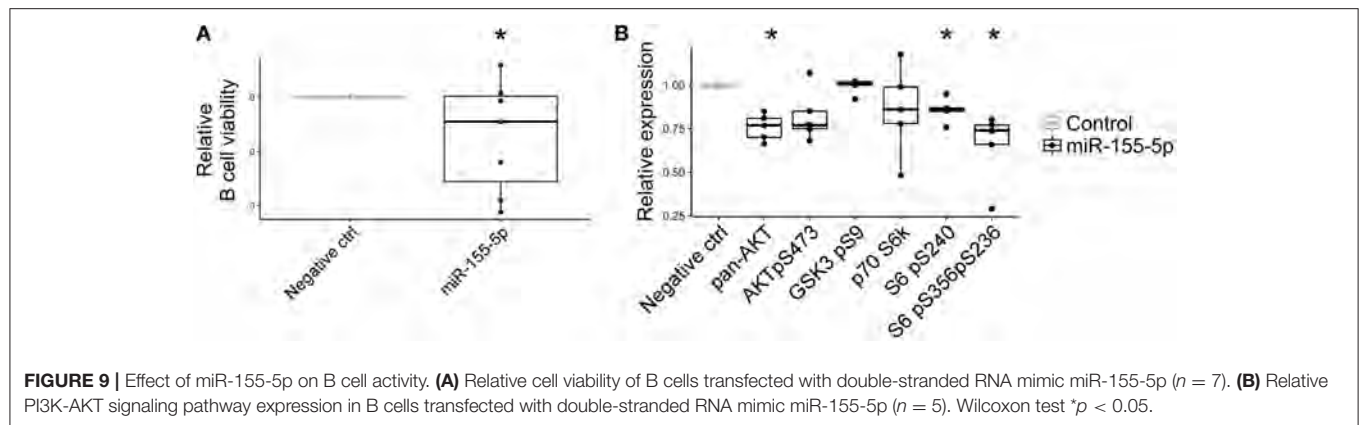 A
*
Relative
B cell viability
Negative ctrl
miR-155-5p
B
*
*
*
Relative expression
1.00
0.75
0.50
0.25
Negative ctrl
pan-AKT
AKTpS473
GSK3 pS9
p70 S6k
S6 pS240
S6 pS356pS236
Control
miR-155-5p
FIGURE 9 | Effect of miR-155-5p on B cell activity. (A) Relative cell viability of B cells transfected with double-stranded RNA mimic miR-155-5p (n = 7). (B) Relative
PI3K-AKT signaling pathway expression in B cells transfected with double-stranded RNA mimic miR-155-5p (n = 5). Wilcoxon test *p < 0.05.